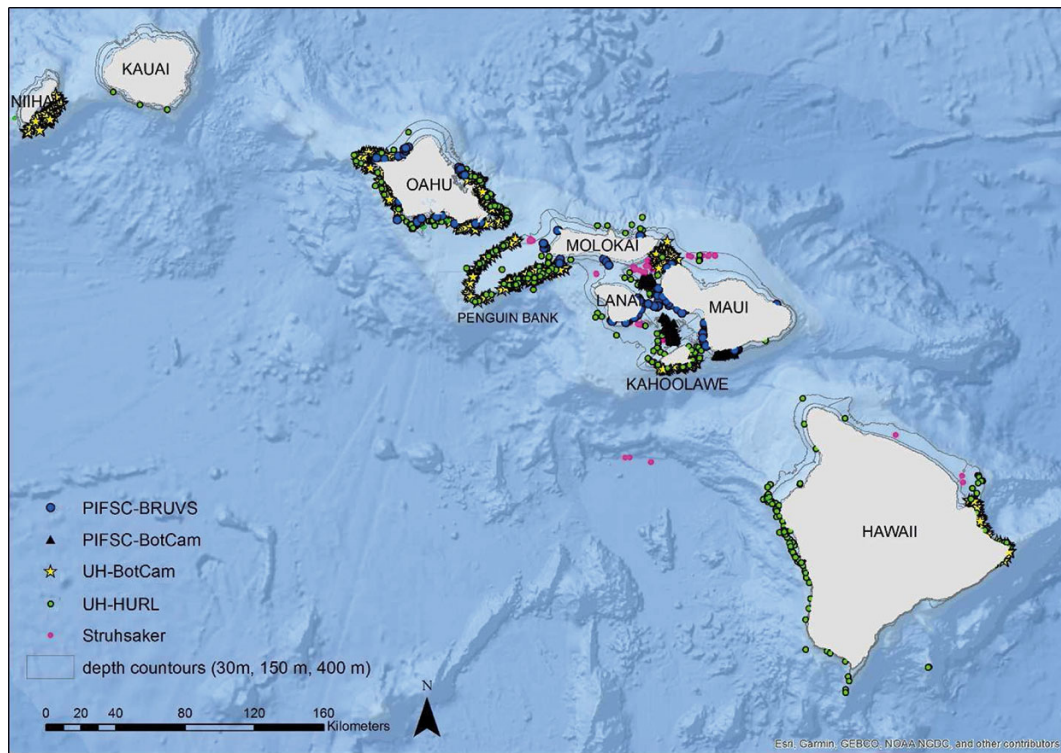 KAUAI
NIIHA
OAHU
MOLOKAI
LANAI
MAUI
PENGUIN BANK
KAHOOLAWE
HAWAII
PIFSC-BRUVS
PIFSC-BotCam
UH-BotCam
UH-HURL
Struhsaker
depth countours (30m, 150 m, 400 m)
N
0 20 40 80 120 160
Kilometers
Esri, Garmin, GEBCO, NOAA NGDC, and other contributors